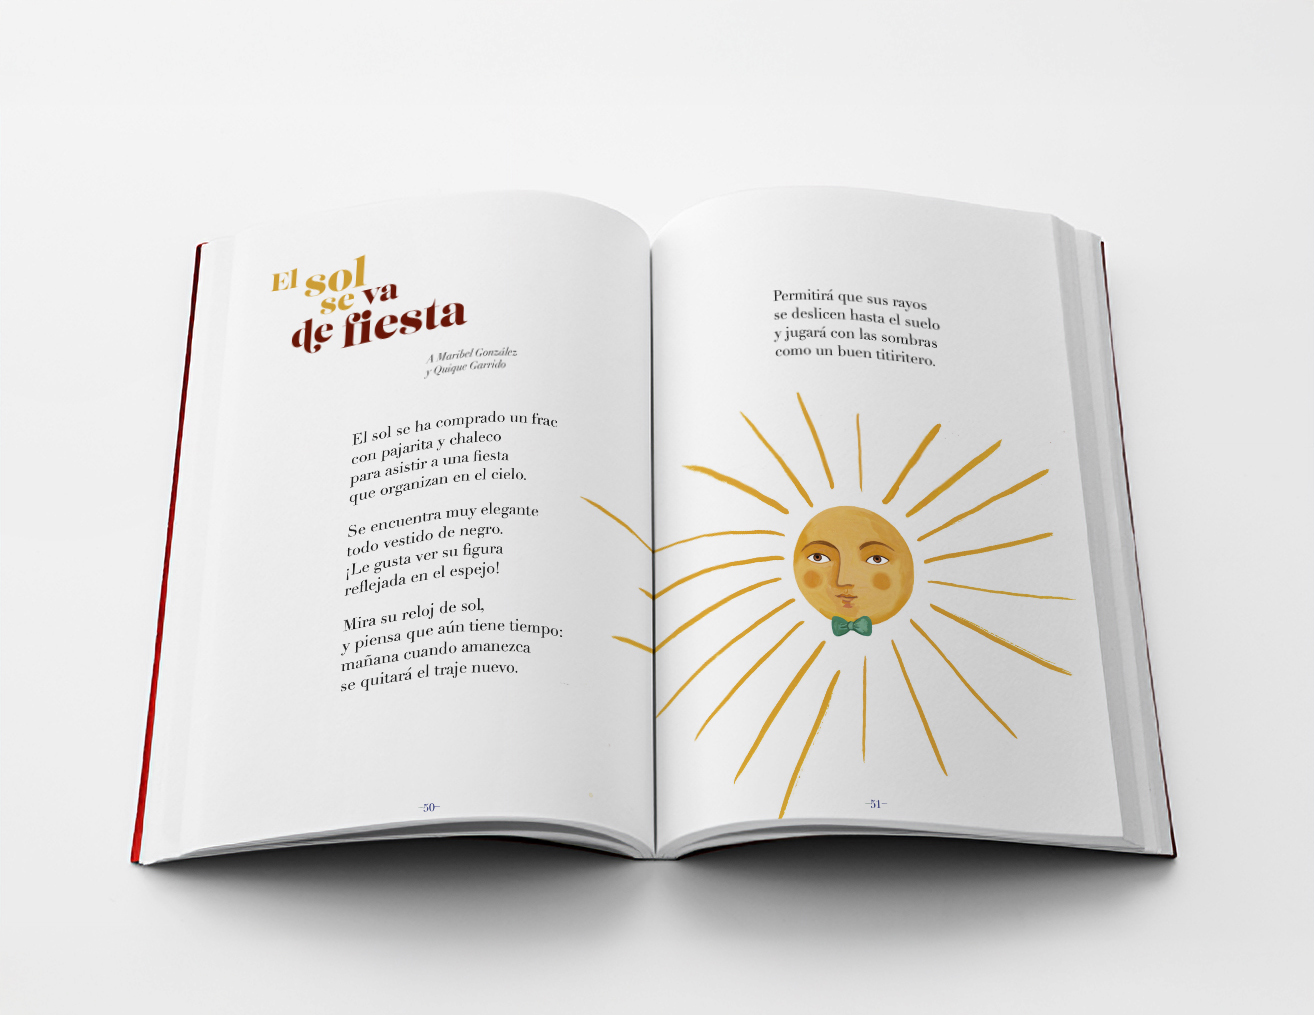 El sol
se va
de fiesta
A Maribel González
y Quique Garrido
El sol se ha comprado un frac
con pajarita y chaleco
para asistir a una fiesta
que organizan en el cielo.
Se encuentra muy elegante
todo vestido de negro.
¡Le gusta ver su figura
reflejada en el espejo!
Mira su reloj de sol,
y piensa que aún tiene tiempo:
mañana cuando amanezca
se quitará el traje nuevo.
–50–
Permitirá que sus rayos
se deslicen hasta el suelo
y jugará con las sombras
como un buen titiritero.
–51–